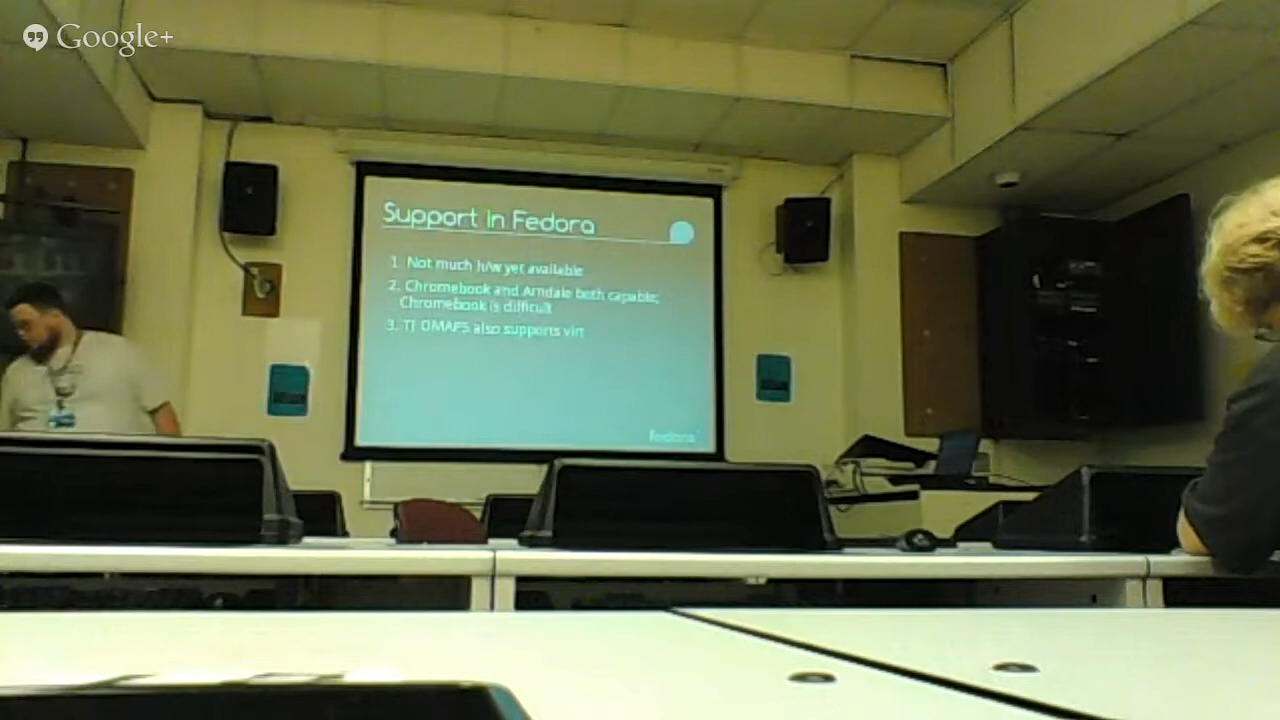 Google+
Support in Fedora
1. Not much h/w yet available
2. Chromebook and Arndale both capable;
Chromebook is difficult
3. TI OMAP5 also supports virt
fedora